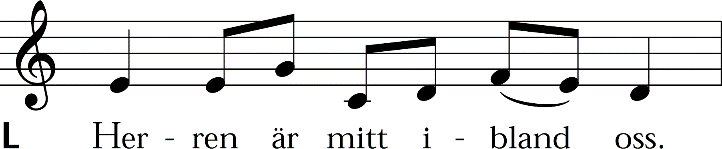 L Her - ren är mitt i - bland oss.